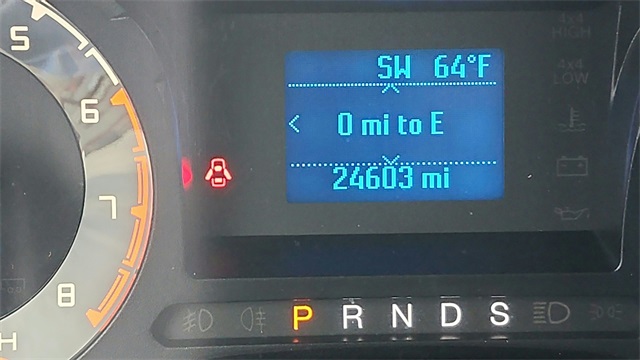 5
6
7
8
H
4x4
HIGH
4x4
LOW
SW 64°F
< 0 mi to E
24603 mi
P R N D S